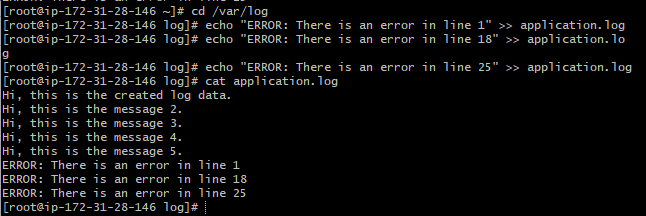 [root@ip-172-31-28-146 ~]# cd /var/log
[root@ip-172-31-28-146 log]# echo "ERROR: There is an error in line 1" >> application.log
[root@ip-172-31-28-146 log]# echo "ERROR: There is an error in line 18" >> application.lo
g
[root@ip-172-31-28-146 log]# echo "ERROR: There is an error in line 25" >> application.log
[root@ip-172-31-28-146 log]# cat application.log
Hi, this is the created log data.
Hi, this is the message 2.
Hi, this is the message 3.
Hi, this is the message 4.
Hi, this is the message 5.
ERROR: There is an error in line 1
ERROR: There is an error in line 18
ERROR: There is an error in line 25
[root@ip-172-31-28-146 log]#